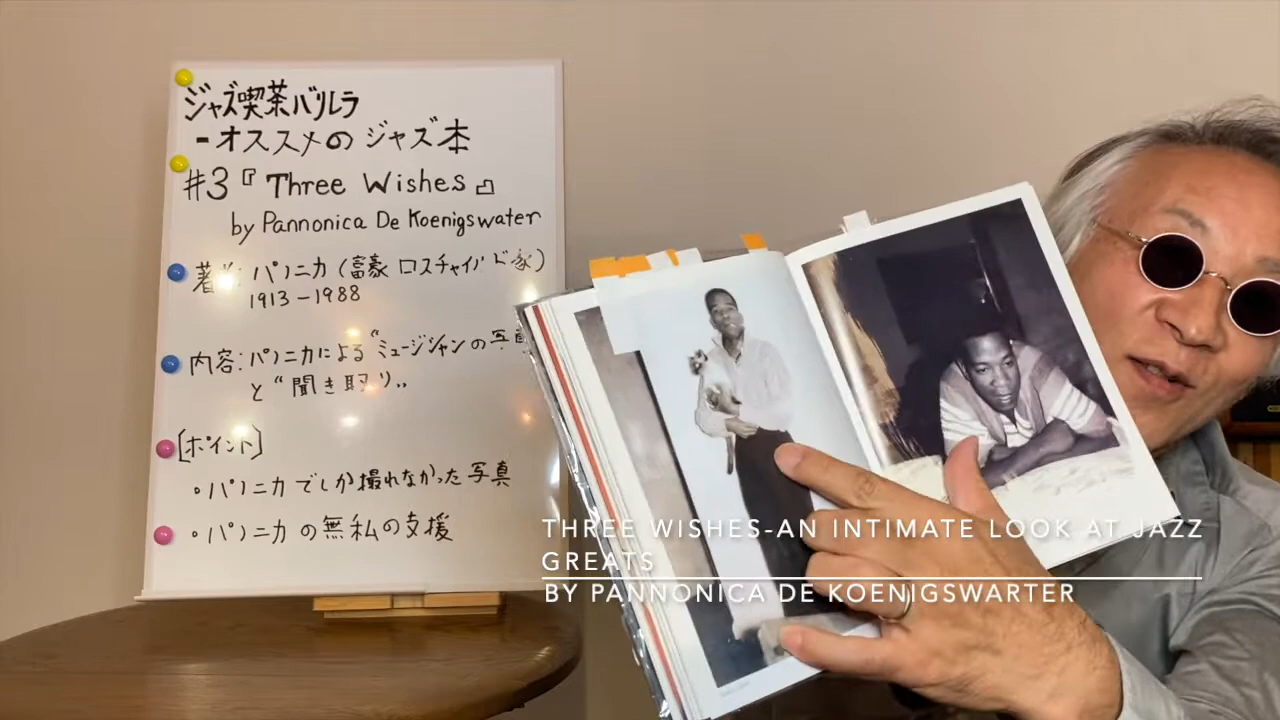 ジャズ喫茶バルラ
-オススメのジャズ本
#3『Three Wishes』
by Pannonica De Koenigswater
パノニカ(富豪ロスチャイルド家)
1913-1988
内容:パノニカによる"ミュージシャンの写真
と"聞き取り"
[ポイント]
・パノニカでしか撮れなかった写真
・パノニカの無私の支援
THREE WISHES-AN INTIMATE LOOK AT JAZZ
GREATS
BY PANNONICA DE KOENIGSWARTER